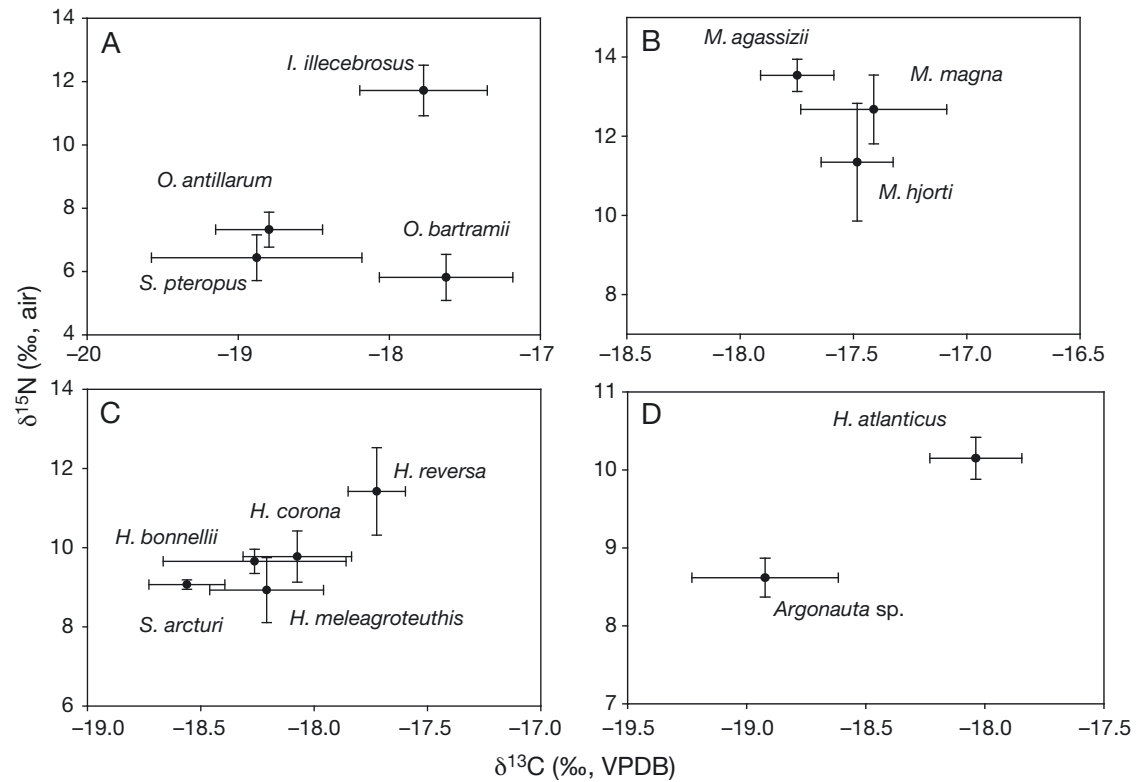 A
I. illecebrosus
O. antillarum
O. bartramii
S. pteropus
14
12
10
8
6
4
−20
−19
−18
−17
B
M. agassizii
M. magna
M. hjorti
14
12
10
8
−18.5
−18.0
−17.5
−17.0
−16.5
C
H. reversa
H. corona
H. bonnellii
H. meleagroteuthis
S. arcturi
14
12
10
8
6
−19.0
−18.5
−18.0
−17.5
−17.0
D
H. atlanticus
Argonauta sp.
11
10
9
8
7
−19.5
−19.0
−18.5
−18.0
−17.5
δ¹⁵N (‰, air)
δ¹³C (‰, VPDB)